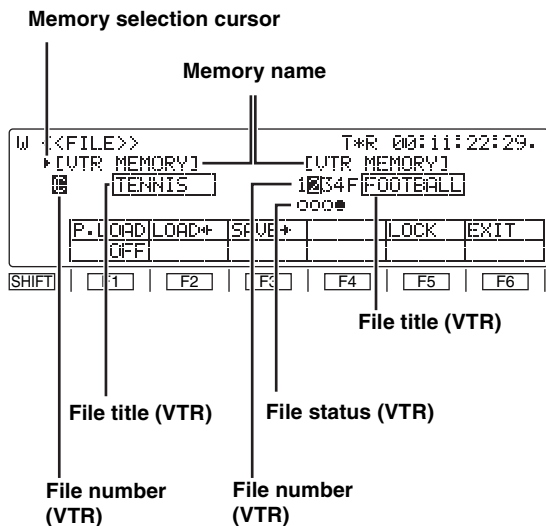 Memory selection cursor
Memory name
W <<FILE>> T*R 00:11:22:29.
[VTR MEMORY] [VTR MEMORY]
C TENNIS 1234F FOOTBALL
P.LOAD LOAD SAVE LOCK EXIT
OFF
SHIFT F1 F2 F3 F4 F5 F6
File title (VTR)
File title (VTR) File status (VTR)
File number (VTR) File number (VTR)